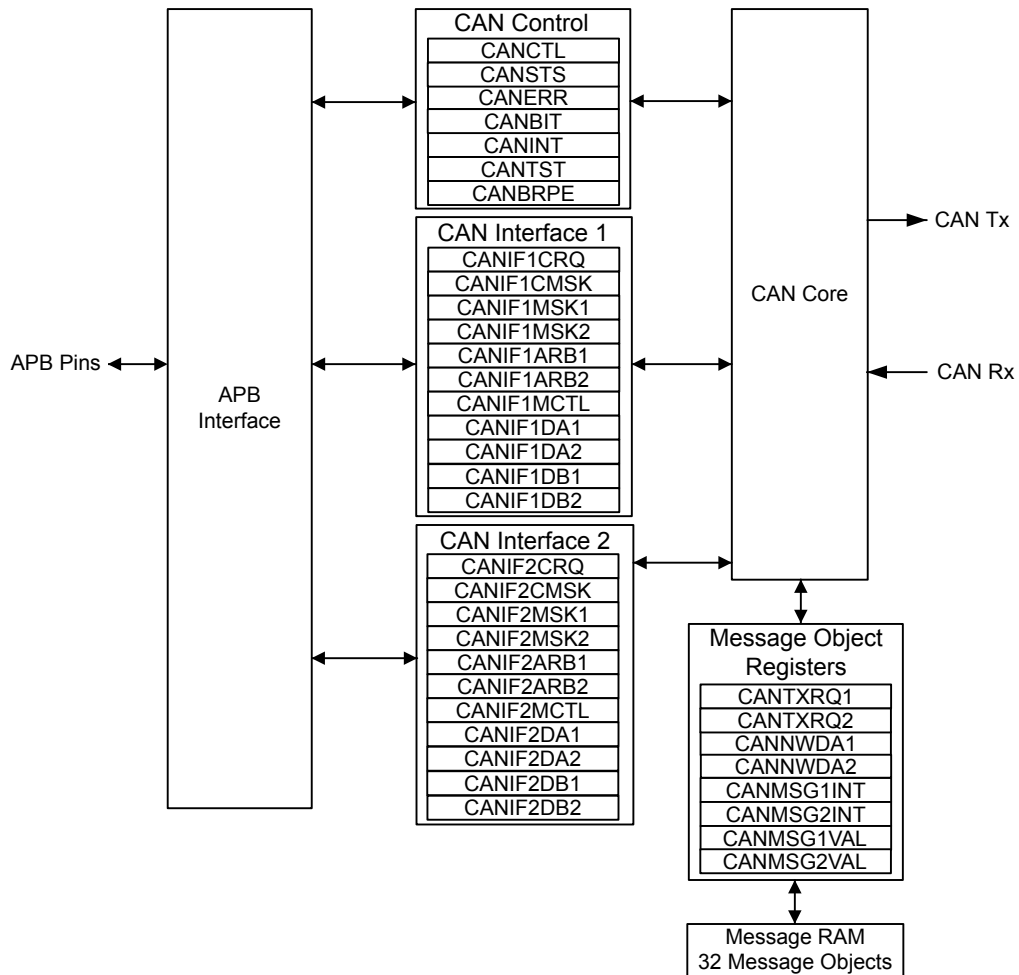 CAN Control
CANCTL
CANSTS
CANERR
CANBIT
CANINT
CANTST
CANBRPE
CAN Interface 1
CANIF1CRQ
CANIF1CMSK
CANIF1MSK1
CANIF1MSK2
CANIF1ARB1
CANIF1ARB2
CANIF1MCTL
CANIF1DA1
CANIF1DA2
CANIF1DB1
CANIF1DB2
CAN Interface 2
CANIF2CRQ
CANIF2CMSK
CANIF2MSK1
CANIF2MSK2
CANIF2ARB1
CANIF2ARB2
CANIF2MCTL
CANIF2DA1
CANIF2DA2
CANIF2DB1
CANIF2DB2
APB Pins
APB
Interface
CAN Core
CAN Tx
CAN Rx
Message Object
Registers
CANTXRQ1
CANTXRQ2
CANNWDA1
CANNWDA2
CANMSG1INT
CANMSG2INT
CANMSG1VAL
CANMSG2VAL
Message RAM
32 Message Objects